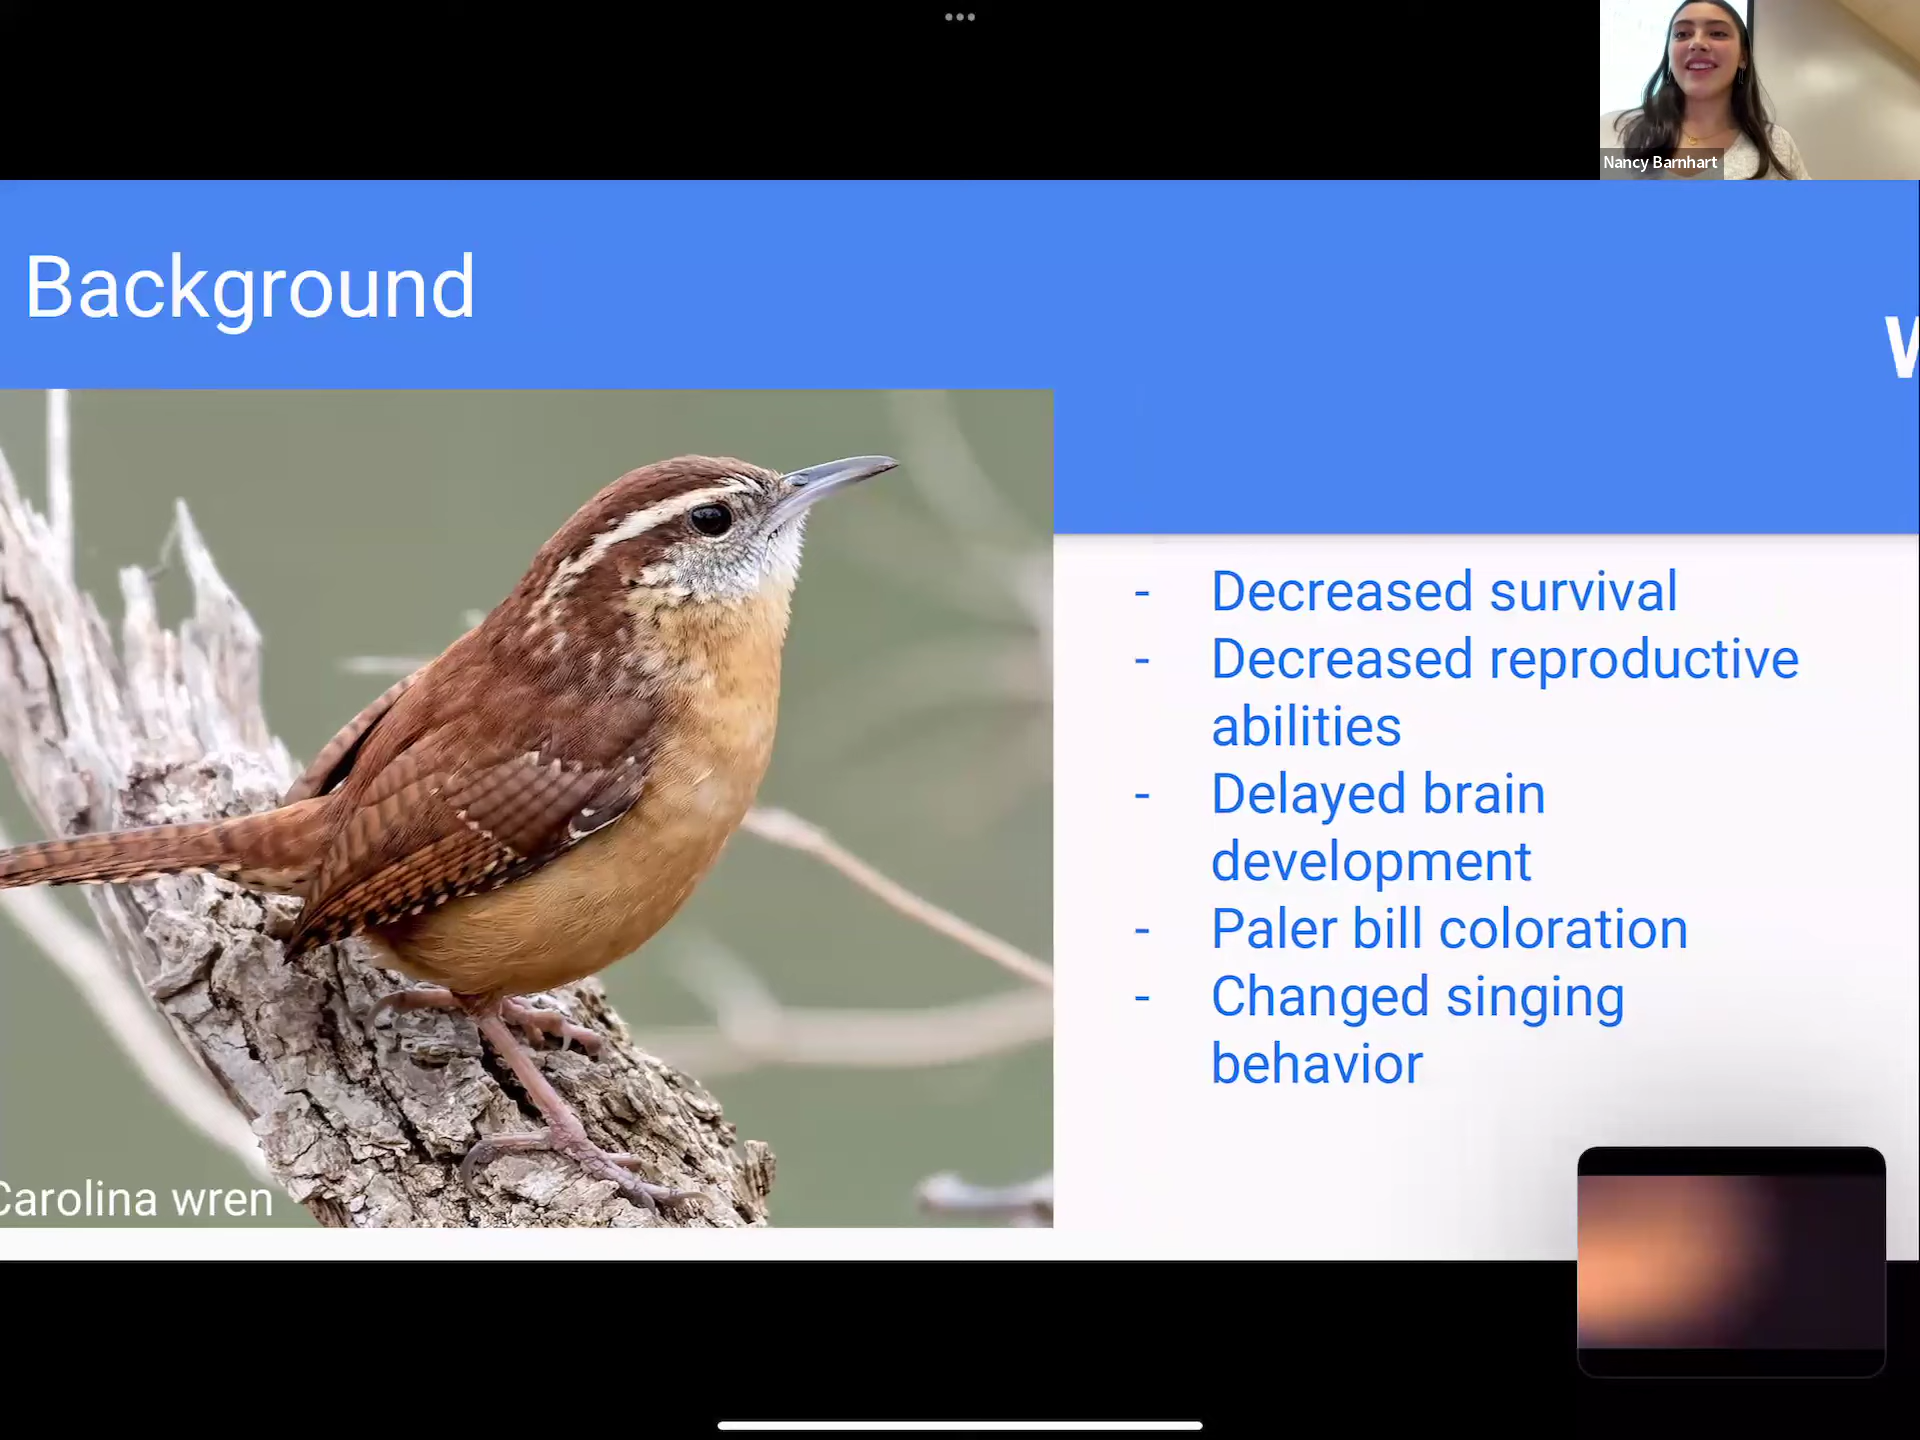 Nancy Barnhart
Background
W
- Decreased survival
- Decreased reproductive
abilities
- Delayed brain
development
- Paler bill coloration
- Changed singing
behavior
Carolina wren